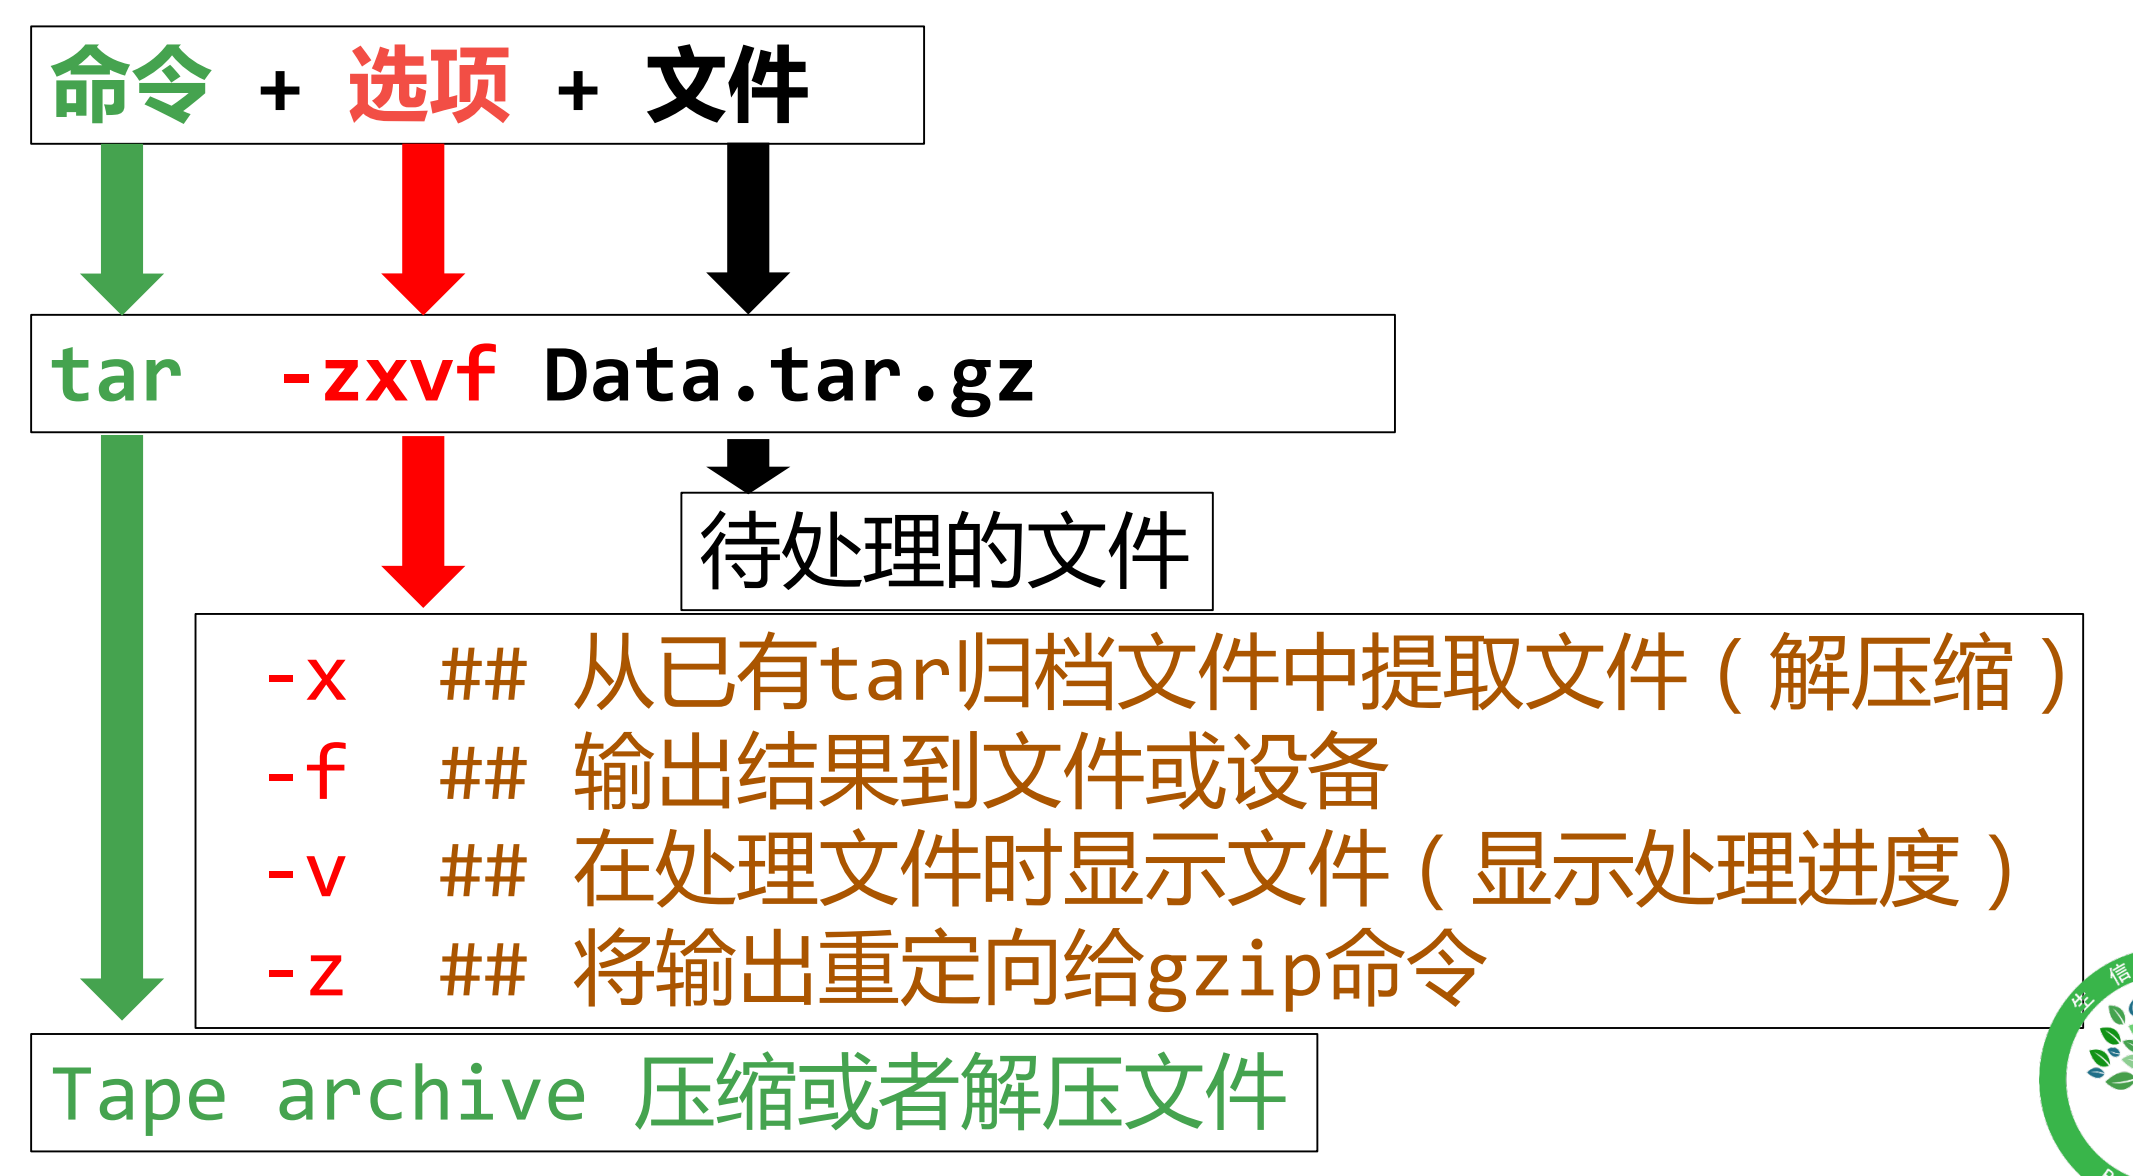 命令 + 选项 + 文件
tar -zxvf Data.tar.gz
待处理的文件
-x ## 从已有tar归档文件中提取文件(解压缩)
-f ## 输出结果到文件或设备
-v ## 在处理文件时显示文件(显示处理进度)
-z ## 将输出重定向给gzip命令
Tape archive 压缩或者解压文件
生 信